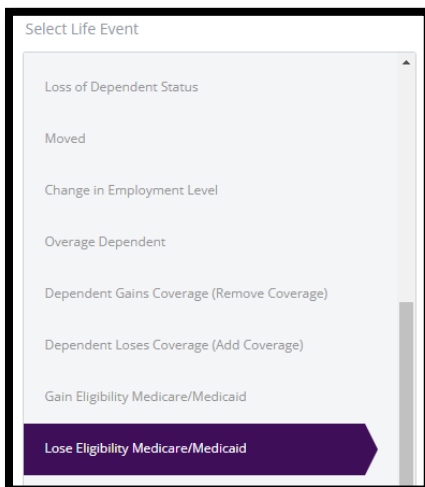 Select Life Event
Loss of Dependent Status
Moved
Change in Employment Level
Overage Dependent
Dependent Gains Coverage (Remove Coverage)
Dependent Loses Coverage (Add Coverage)
Gain Eligibility Medicare/Medicaid
Lose Eligibility Medicare/Medicaid